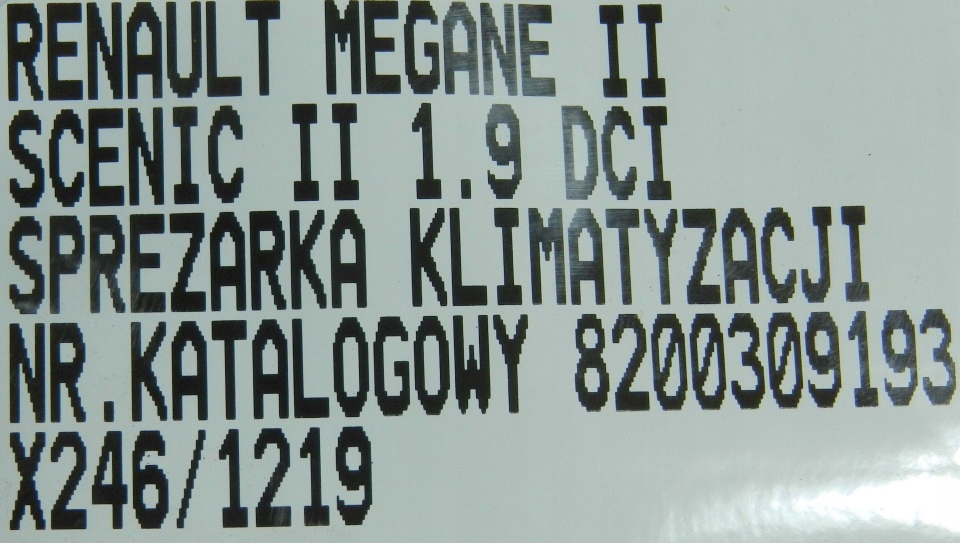 RENAULT MEGANE II
SCENIC II 1.9 DCI
SPREZARKA KLIMATYZACJI
NR.KATALOGOWY 8200309193
X246/1219